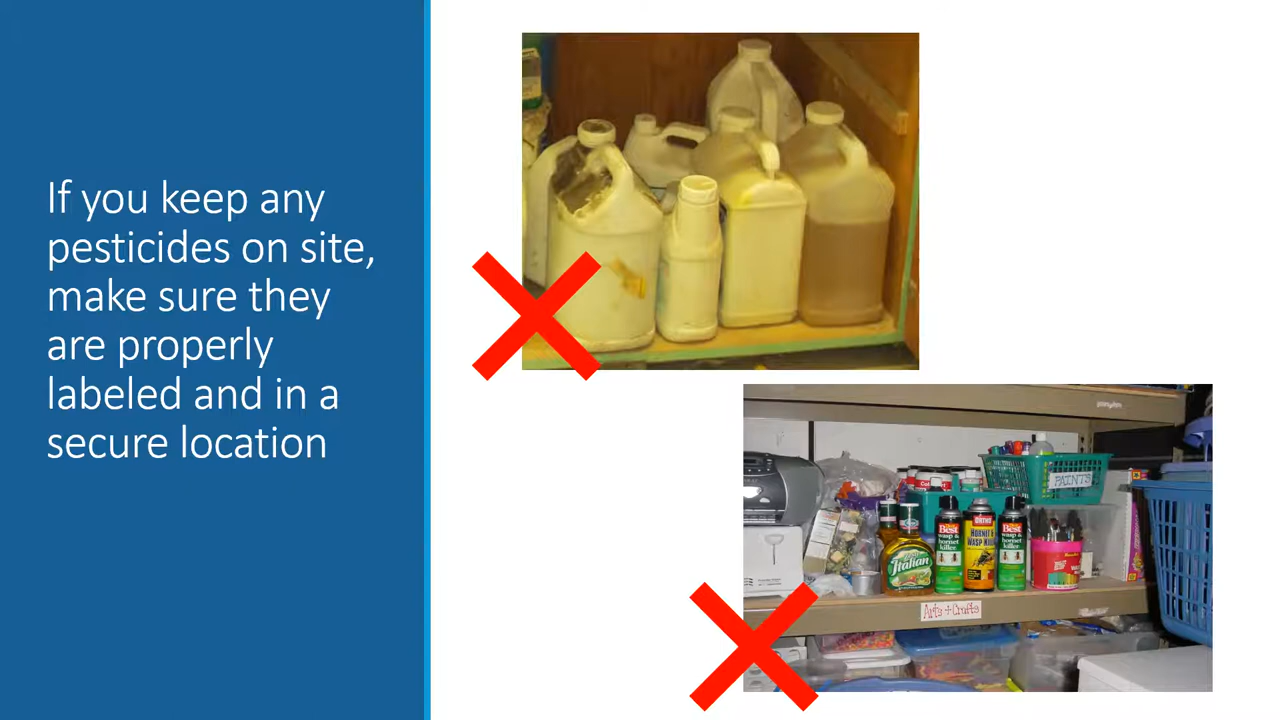 If you keep any
pesticides on site,
make sure they
are properly
labeled and in a
secure location
PAINTS
Best
wasp &
hornet
killer
ORTHO
HORNET
& WASP KILLER
Best
wasp &
hornet
killer
Italian
Arts + Crafts